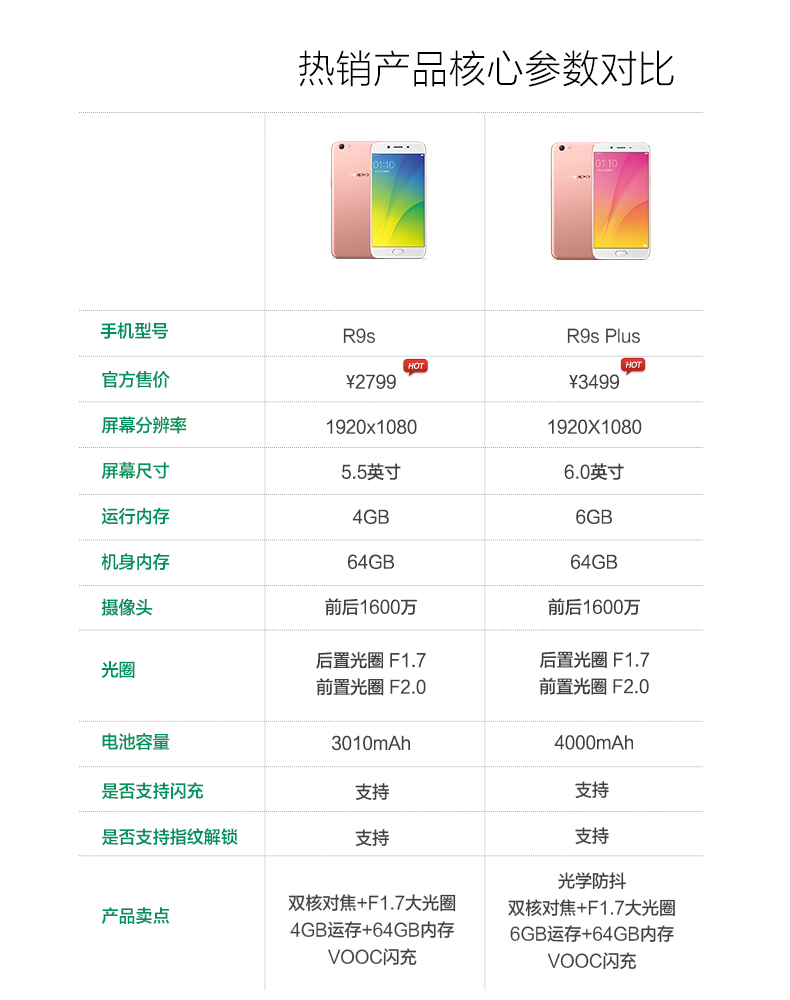 热销产品核心参数对比
01:10
oppo
01:10
oppo
手机型号 R9s R9s Plus
官方售价 ¥2799 HOT ¥3499 HOT
屏幕分辨率 1920x1080 1920X1080
屏幕尺寸 5.5英寸 6.0英寸
运行内存 4GB 6GB
机身内存 64GB 64GB
摄像头 前后1600万 前后1600万
光圈
后置光圈 F1.7 后置光圈 F1.7
前置光圈 F2.0 前置光圈 F2.0
电池容量 3010mAh 4000mAh
是否支持闪充 支持 支持
是否支持指纹解锁 支持 支持
产品卖点
双核对焦+F1.7大光圈
4GB运存+64GB内存
VOOC闪充
光学防抖
双核对焦+F1.7大光圈
6GB运存+64GB内存
VOOC闪充